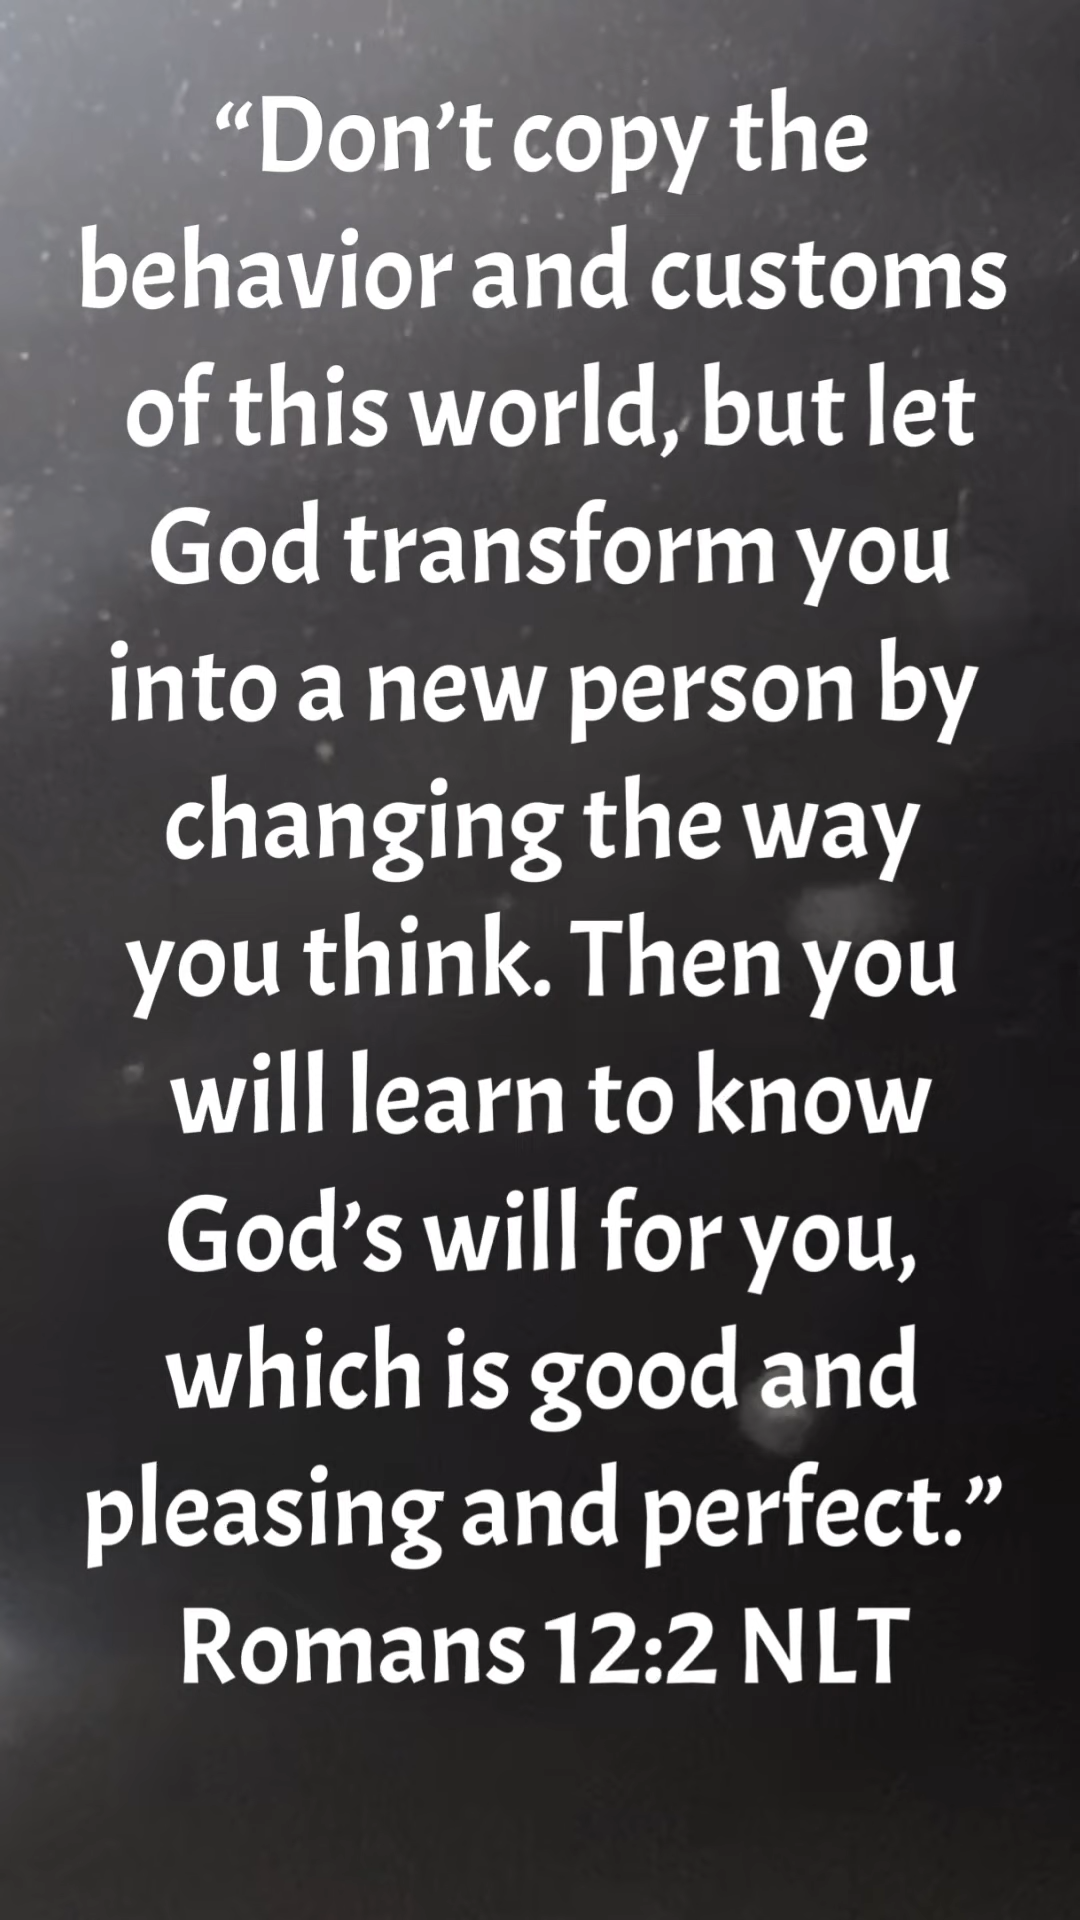 “Don’t copy the
behavior and customs
of this world, but let
God transform you
into a new person by
changing the way
you think. Then you
will learn to know
God’s will for you,
which is good and
pleasing and perfect.”
Romans 12:2 NLT